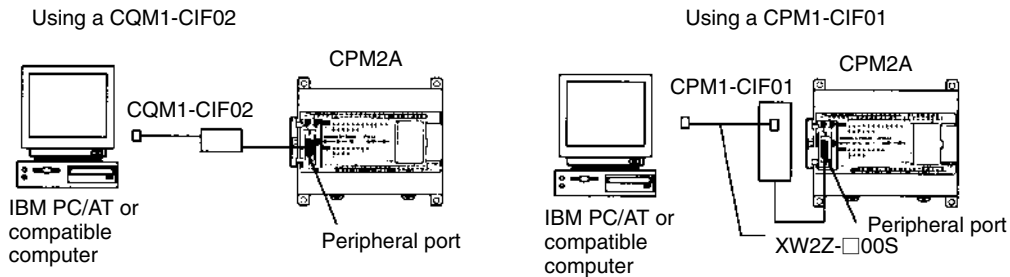 Using a CQM1-CIF02
CPM2A
CQM1-CIF02
IBM PC/AT or
compatible
computer
Peripheral port
Using a CPM1-CIF01
CPM2A
CPM1-CIF01
IBM PC/AT or
compatible
computer
Peripheral port
XW2Z-□00S